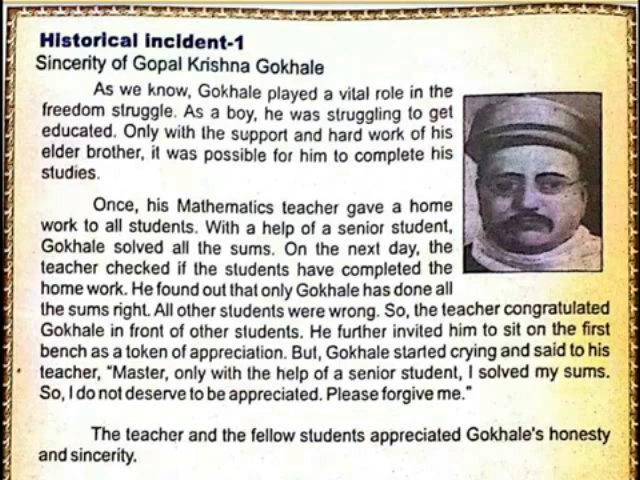 Historical incident-1
Sincerity of Gopal Krishna Gokhale
As we know, Gokhale played a vital role in the
freedom struggle. As a boy, he was struggling to get
educated. Only with the support and hard work of his
elder brother, it was possible for him to complete his
studies.
Once, his Mathematics teacher gave a home
work to all students. With a help of a senior student,
Gokhale solved all the sums. On the next day, the
teacher checked if the students have completed the
home work. He found out that only Gokhale has done all
the sums right. All other students were wrong. So, the teacher congratulated
Gokhale in front of other students. He further invited him to sit on the first
bench as a token of appreciation. But, Gokhale started crying and said to his
teacher, "Master, only with the help of a senior student, I solved my sums.
So, I do not deserve to be appreciated. Please forgive me."
The teacher and the fellow students appreciated Gokhale's honesty
and sincerity.